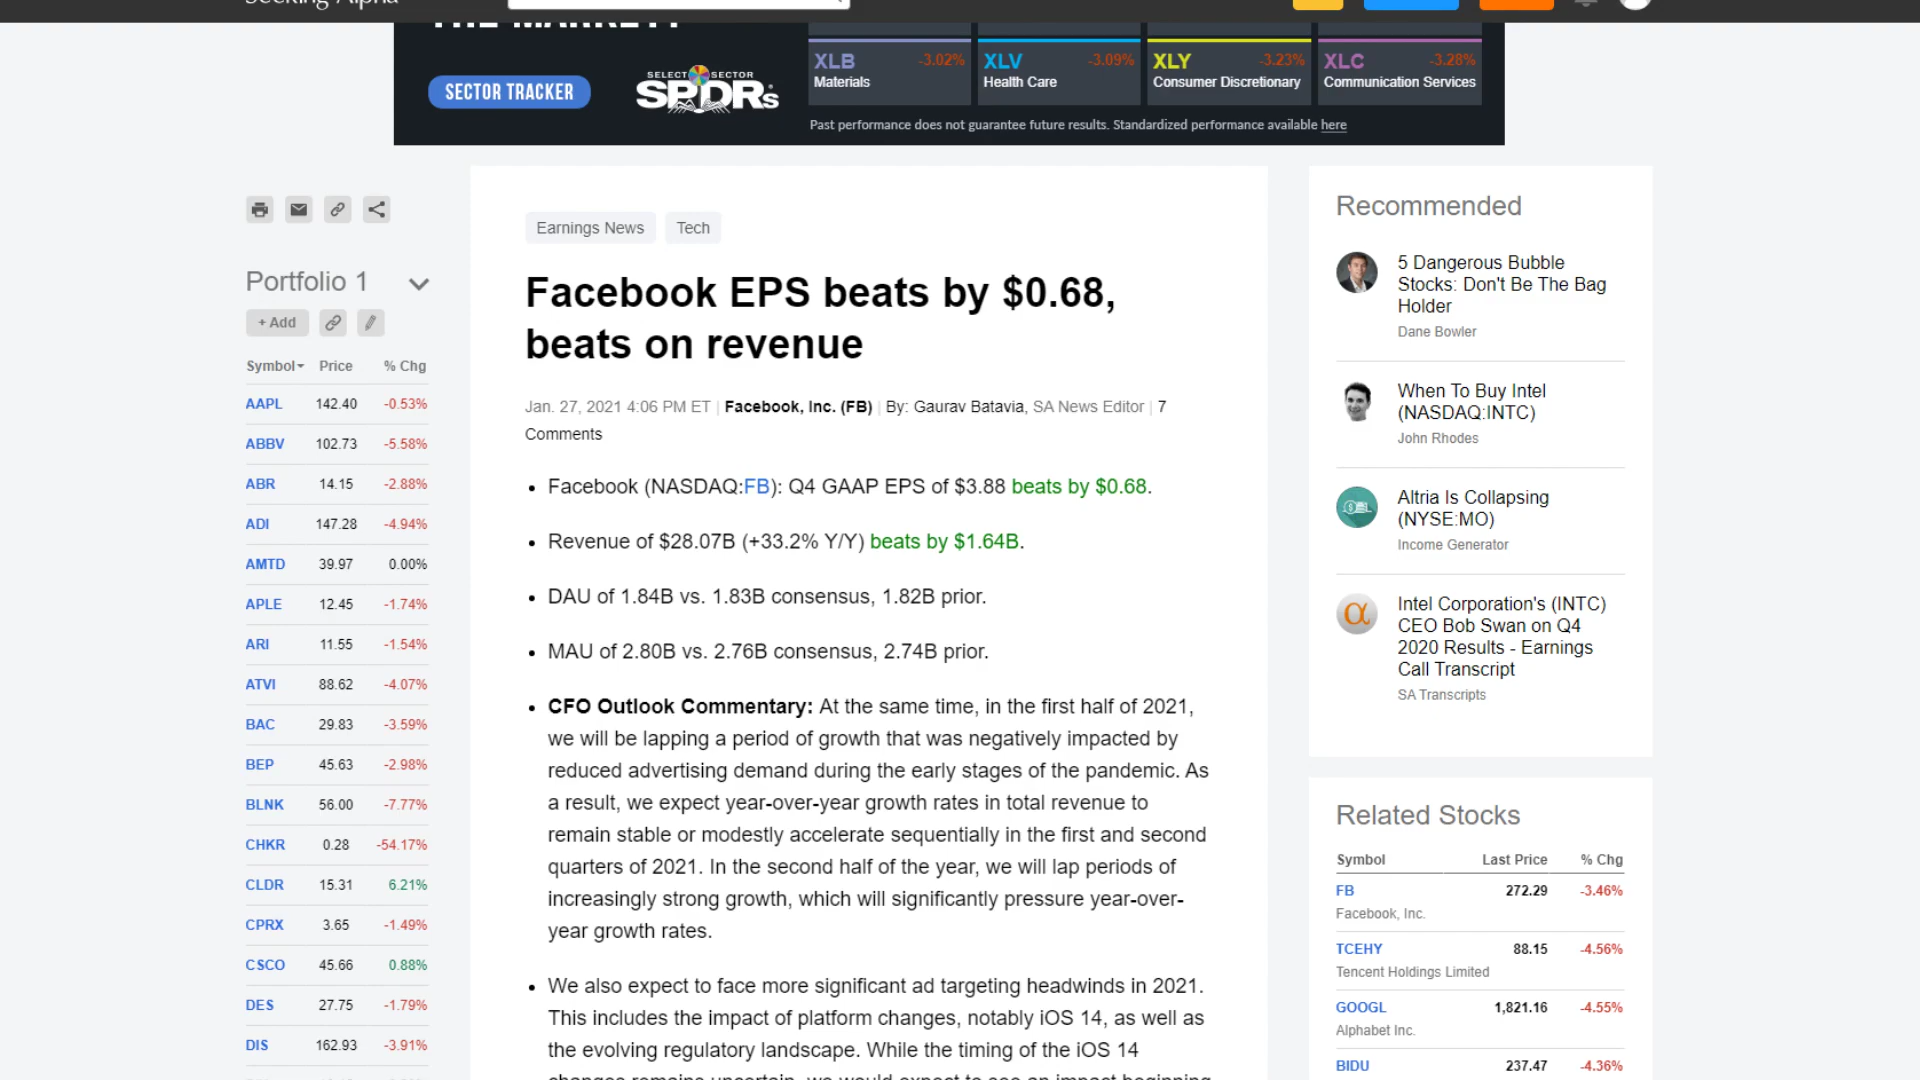 Seeking Alpha
SECTOR TRACKER
SELECT SECTOR
SPDRs
XLB -3.02%
Materials
XLV -3.09%
Health Care
XLY -3.23%
Consumer Discretionary
XLC -3.28%
Communication Services
Past performance does not guarantee future results. Standardized performance available here
Portfolio 1
+ Add
Symbol Price % Chg
AAPL 142.40 -0.53%
ABBV 102.73 -5.58%
ABR 14.15 -2.88%
ADI 147.28 -4.94%
AMTD 39.97 0.00%
APLE 12.45 -1.74%
ARI 11.55 -1.54%
ATVI 88.62 -4.07%
BAC 29.83 -3.59%
BEP 45.63 -2.98%
BLNK 56.00 -7.77%
CHKR 0.28 -54.17%
CLDR 15.31 6.21%
CPRX 3.65 -1.49%
CSCO 45.66 0.88%
DES 27.75 -1.79%
DIS 162.93 -3.91%
Earnings News Tech
Facebook EPS beats by $0.68,
beats on revenue
Jan. 27, 2021 4:06 PM ET | Facebook, Inc. (FB) | By: Gaurav Batavia, SA News Editor | 7
Comments
• Facebook (NASDAQ:FB): Q4 GAAP EPS of $3.88 beats by $0.68.
• Revenue of $28.07B (+33.2% Y/Y) beats by $1.64B.
• DAU of 1.84B vs. 1.83B consensus, 1.82B prior.
• MAU of 2.80B vs. 2.76B consensus, 2.74B prior.
• CFO Outlook Commentary: At the same time, in the first half of 2021,
we will be lapping a period of growth that was negatively impacted by
reduced advertising demand during the early stages of the pandemic. As
a result, we expect year-over-year growth rates in total revenue to
remain stable or modestly accelerate sequentially in the first and second
quarters of 2021. In the second half of the year, we will lap periods of
increasingly strong growth, which will significantly pressure year-over-
year growth rates.
• We also expect to face more significant ad targeting headwinds in 2021.
This includes the impact of platform changes, notably iOS 14, as well as
the evolving regulatory landscape. While the timing of the iOS 14
Recommended
5 Dangerous Bubble
Stocks: Don't Be The Bag
Holder
Dane Bowler
When To Buy Intel
(NASDAQ:INTC)
John Rhodes
Altria Is Collapsing
(NYSE:MO)
Income Generator
Intel Corporation's (INTC)
CEO Bob Swan on Q4
2020 Results - Earnings
Call Transcript
SA Transcripts
Related Stocks
Symbol Last Price % Chg
FB 272.29 -3.46%
Facebook, Inc.
TCEHY 88.15 -4.56%
Tencent Holdings Limited
GOOGL 1,821.16 -4.55%
Alphabet Inc.
BIDU 237.47 -4.36%